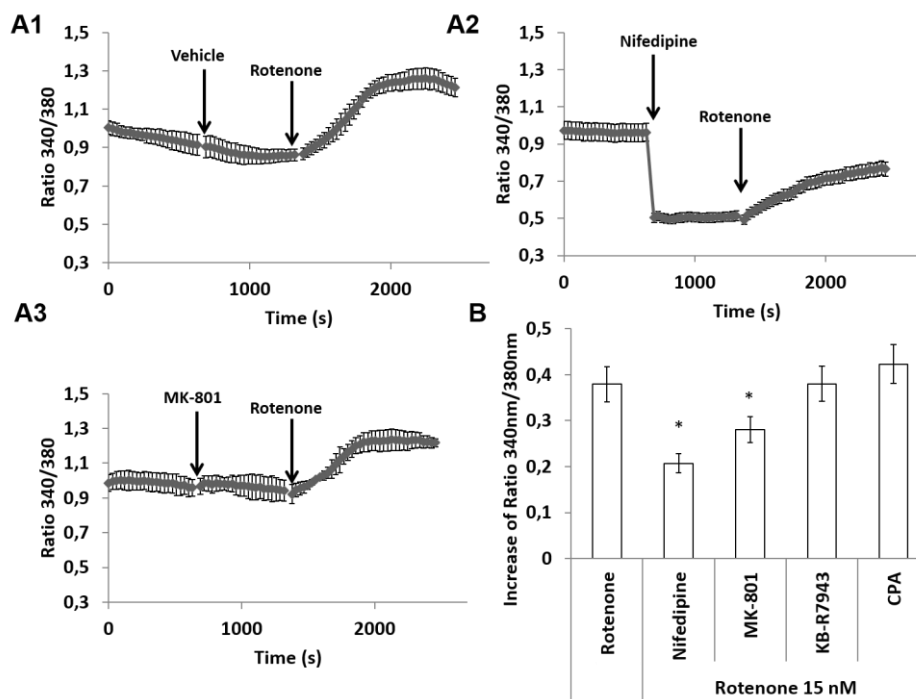 A1
Vehicle
Rotenone
Ratio 340/380
1,5
1,3
1,1
0,9
0,7
0,5
0,3
0
1000
2000
Time (s)
A2
Nifedipine
Rotenone
Ratio 340/380
1,5
1,3
1,1
0,9
0,7
0,5
0,3
0
1000
2000
Time (s)
A3
MK-801
Rotenone
Ratio 340/380
1,5
1,3
1,1
0,9
0,7
0,5
0,3
0
1000
2000
Time (s)
B
Increase of Ratio 340nm/380nm
0,5
0,4
0,3
0,2
0,1
0
*
*
Rotenone
Nifedipine
MK-801
KB-R7943
CPA
Rotenone 15 nM